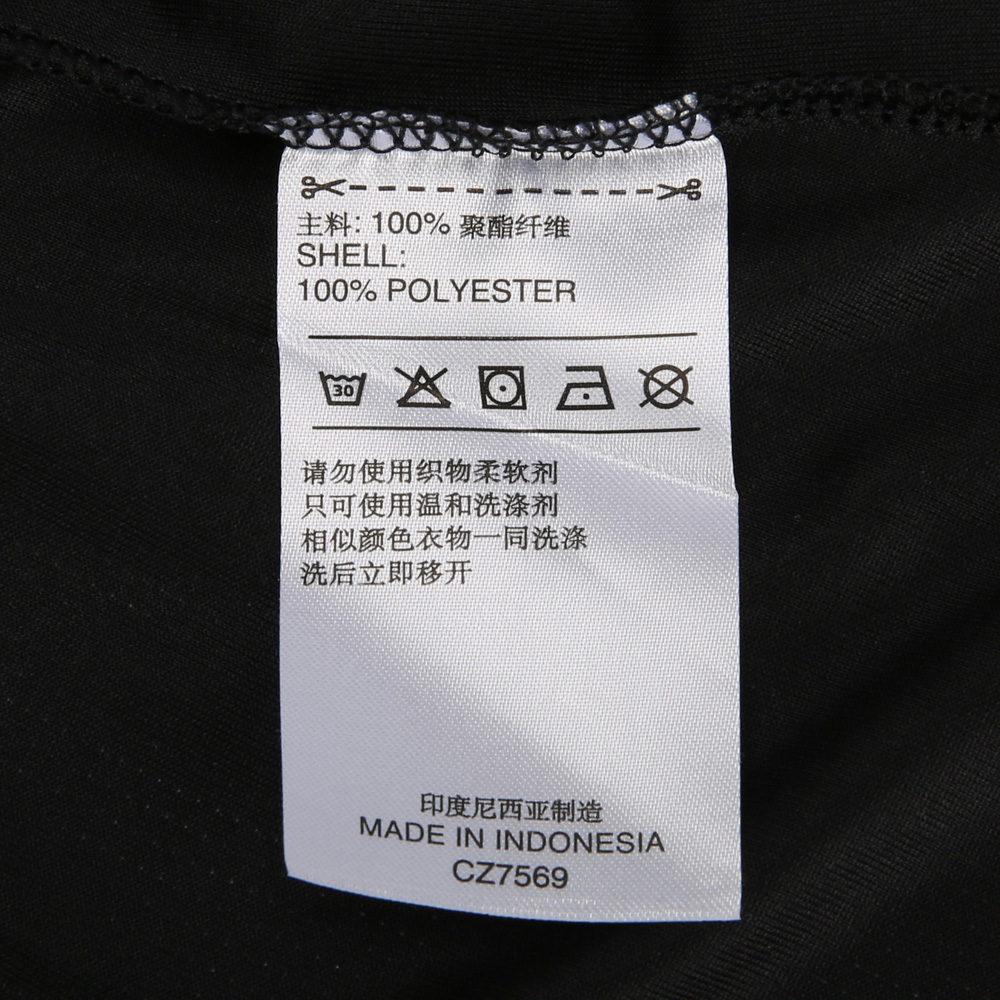 主料: 100% 聚酯纤维
SHELL:
100% POLYESTER
30
请勿使用织物柔软剂
只可使用温和洗涤剂
相似颜色衣物一同洗涤
洗后立即移开
印度尼西亚制造
MADE IN INDONESIA
CZ7569